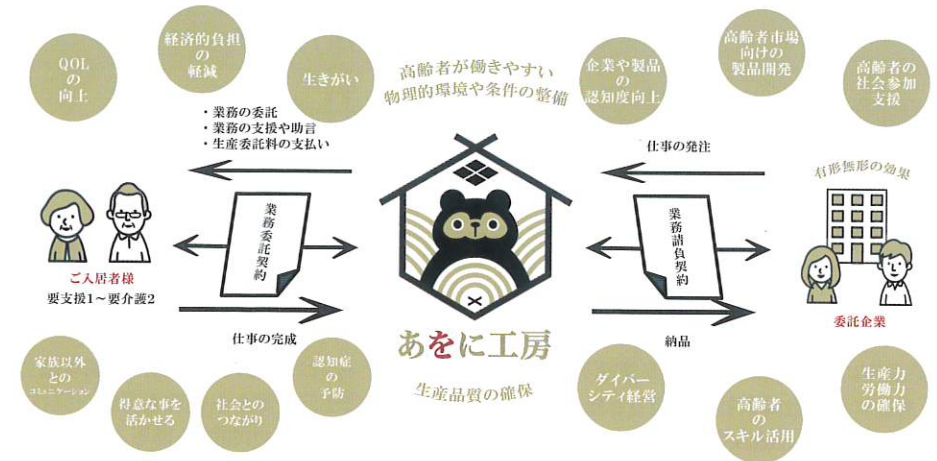 QOL
の
向上
経済的負担
の
軽減
生きがい
高齢者が働きやすい
物理的環境や条件の整備
企業や製品
の
認知度向上
高齢者市場
向けの
製品開発
高齢者の
社会参加
支援
・業務の委託
・業務の支援や助言
・生産委託料の支払い
仕事の発注
有形無形の効果
業務委託契約
業務請負契約
ご入居者様
要支援1～要介護2
委託企業
仕事の完成
納品
あをに工房
生産品質の確保
家族以外
との
コミュニケーション
得意な事を
活かせる
社会との
つながり
認知症
の
予防
ダイバー
シティ経営
高齢者
の
スキル活用
生産力
労働力
の確保